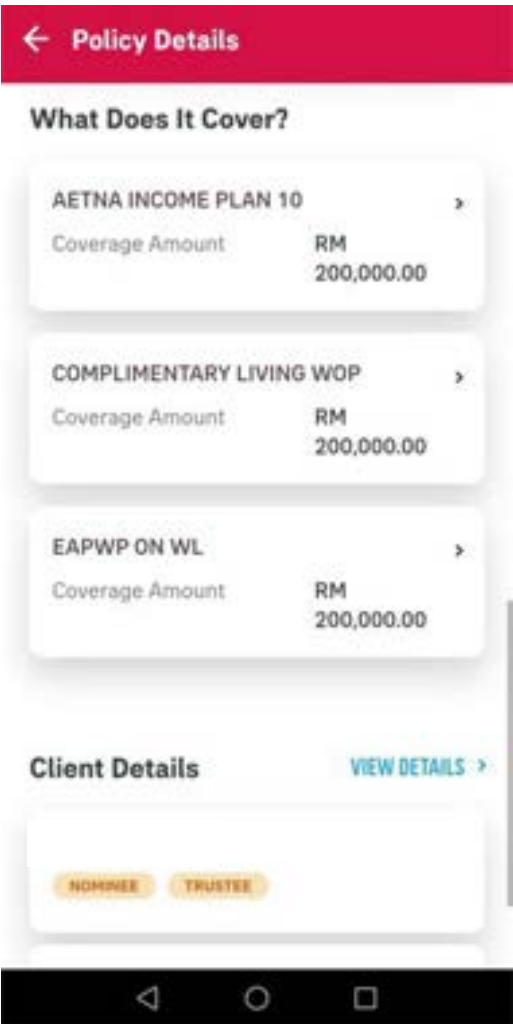 Policy Details
What Does It Cover?
AETNA INCOME PLAN 10
Coverage Amount RM
200,000.00
COMPLIMENTARY LIVING WOP
Coverage Amount RM
200,000.00
EAPWP ON WL
Coverage Amount RM
200,000.00
Client Details VIEW DETAILS
NOMINEE TRUSTEE